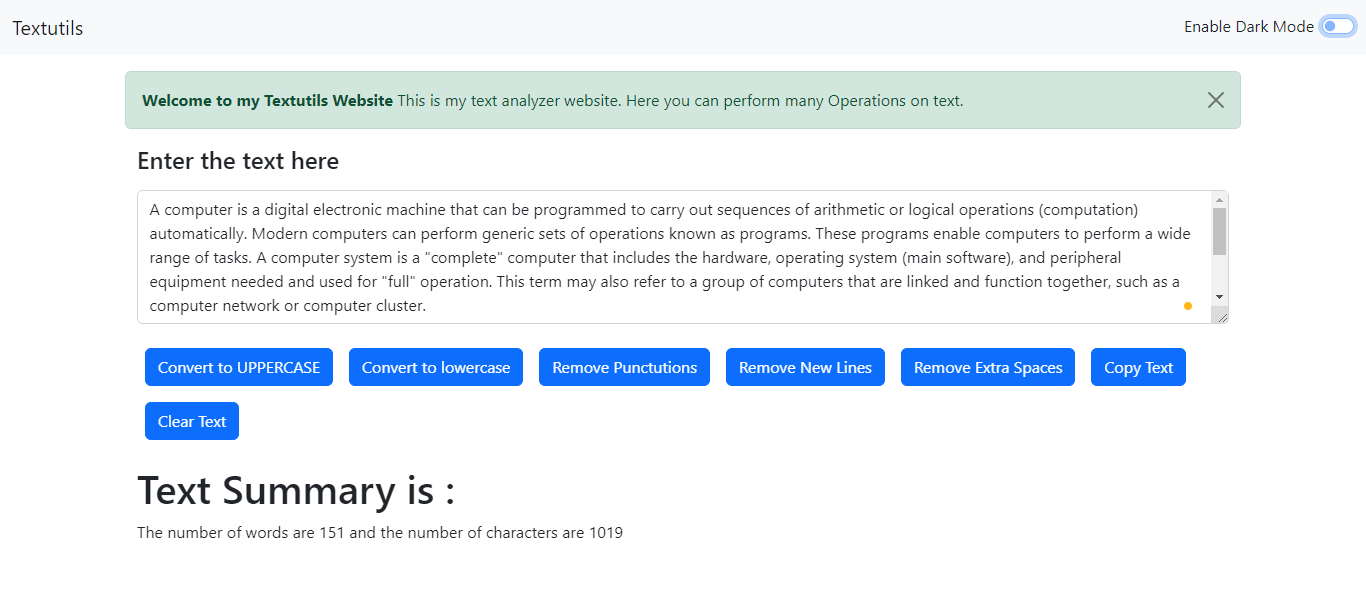 Textutils
Enable Dark Mode
Welcome to my Textutils Website This is my text analyzer website. Here you can perform many Operations on text.
Enter the text here
A computer is a digital electronic machine that can be programmed to carry out sequences of arithmetic or logical operations (computation)
automatically. Modern computers can perform generic sets of operations known as programs. These programs enable computers to perform a wide
range of tasks. A computer system is a "complete" computer that includes the hardware, operating system (main software), and peripheral
equipment needed and used for "full" operation. This term may also refer to a group of computers that are linked and function together, such as a
computer network or computer cluster.
Convert to UPPERCASE
Convert to lowercase
Remove Punctutions
Remove New Lines
Remove Extra Spaces
Copy Text
Clear Text
Text Summary is :
The number of words are 151 and the number of characters are 1019